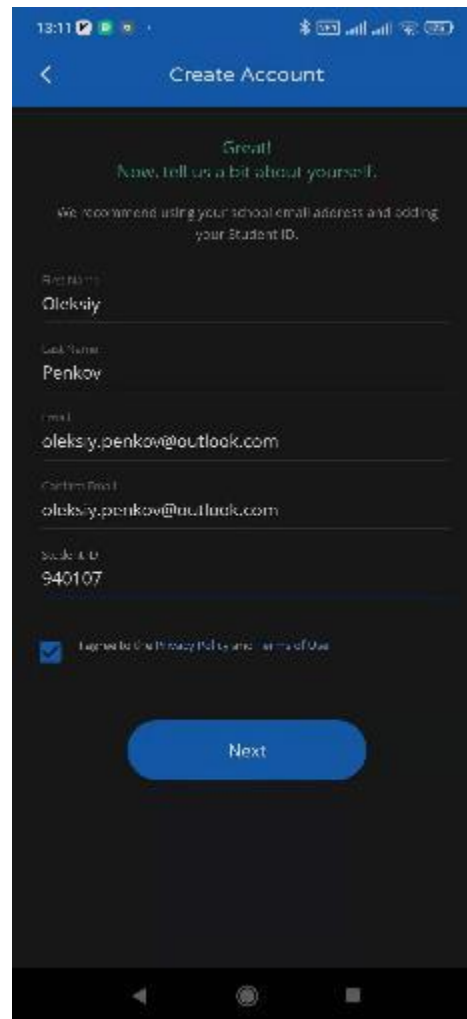 13:11
Create Account
Great!
Now, tell us a bit about yourself.
We recommend using your school email address and adding
your Student ID.
First Name
Oleksiy
Last Name
Penkov
Email
oleksiy.penkov@outlook.com
Confirm Email
oleksiy.penkov@outlook.com
Student ID
940107
I agree to the Privacy Policy and Terms of Use
Next